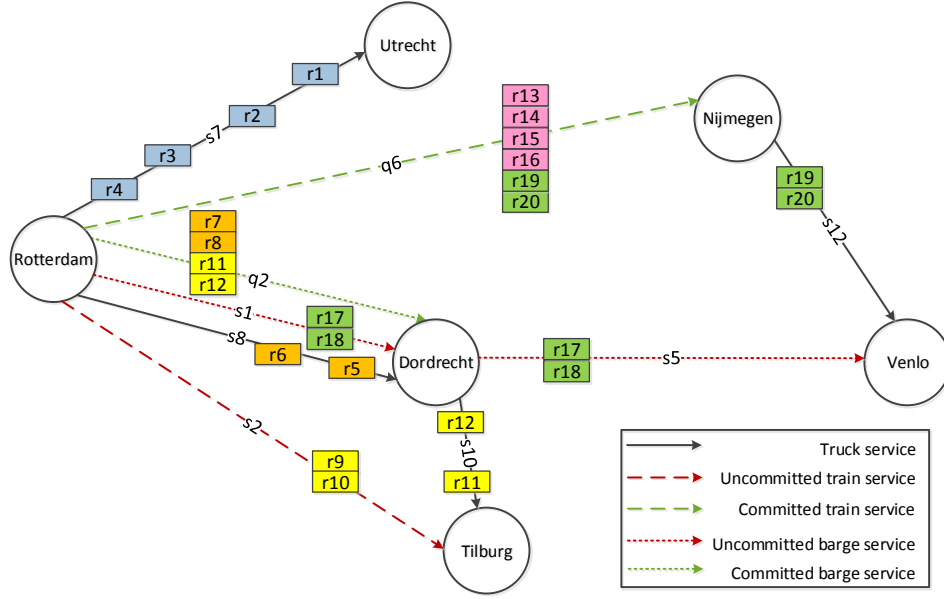 Utrecht
r1
r2
s7
r3
r4
r13
r14
r15
r16
r19
r20
q6
Nijmegen
r19
r20
s12
Rotterdam
r7
r8
r11
r12
q2
s1
r17
r18
s8
r6
r5
Dordrecht
r17
r18
s5
Venlo
s2
r9
r10
r12
s10
r11
Tilburg
Truck service
Uncommitted train service
Committed train service
Uncommitted barge service
Committed barge service